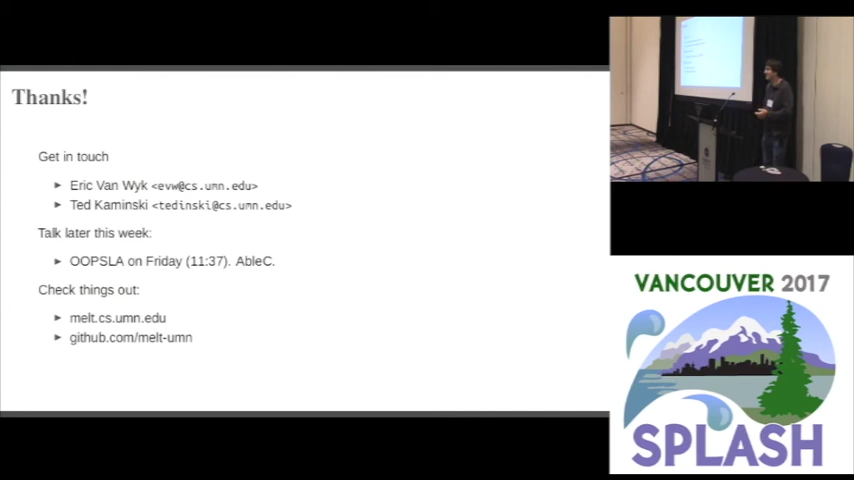 Thanks!
Get in touch
Eric Van Wyk <evw@cs.umn.edu>
Ted Kaminski <tedinski@cs.umn.edu>
Talk later this week:
OOPSLA on Friday (11:37). AbleC.
Check things out:
melt.cs.umn.edu
github.com/melt-umn
VANCOUVER 2017
SPLASH